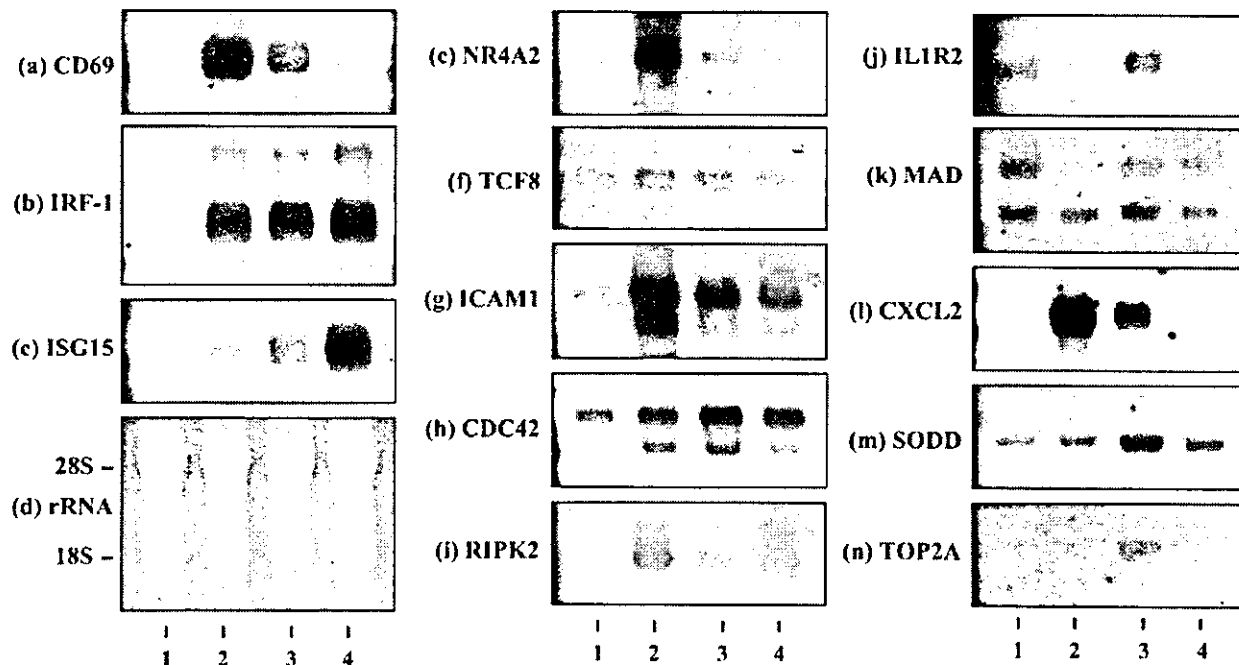 (a) CD69
(b) IRF-1
(c) ISG15
28S –
(d) rRNA
18S –
1 2 3 4
(e) NR4A2
(f) TCF8
(g) ICAM1
(h) CDC42
(i) RIPK2
1 2 3 4
(j) IL1R2
(k) MAD
(l) CXCL2
(m) SODD
(n) TOP2A
1 2 3 4